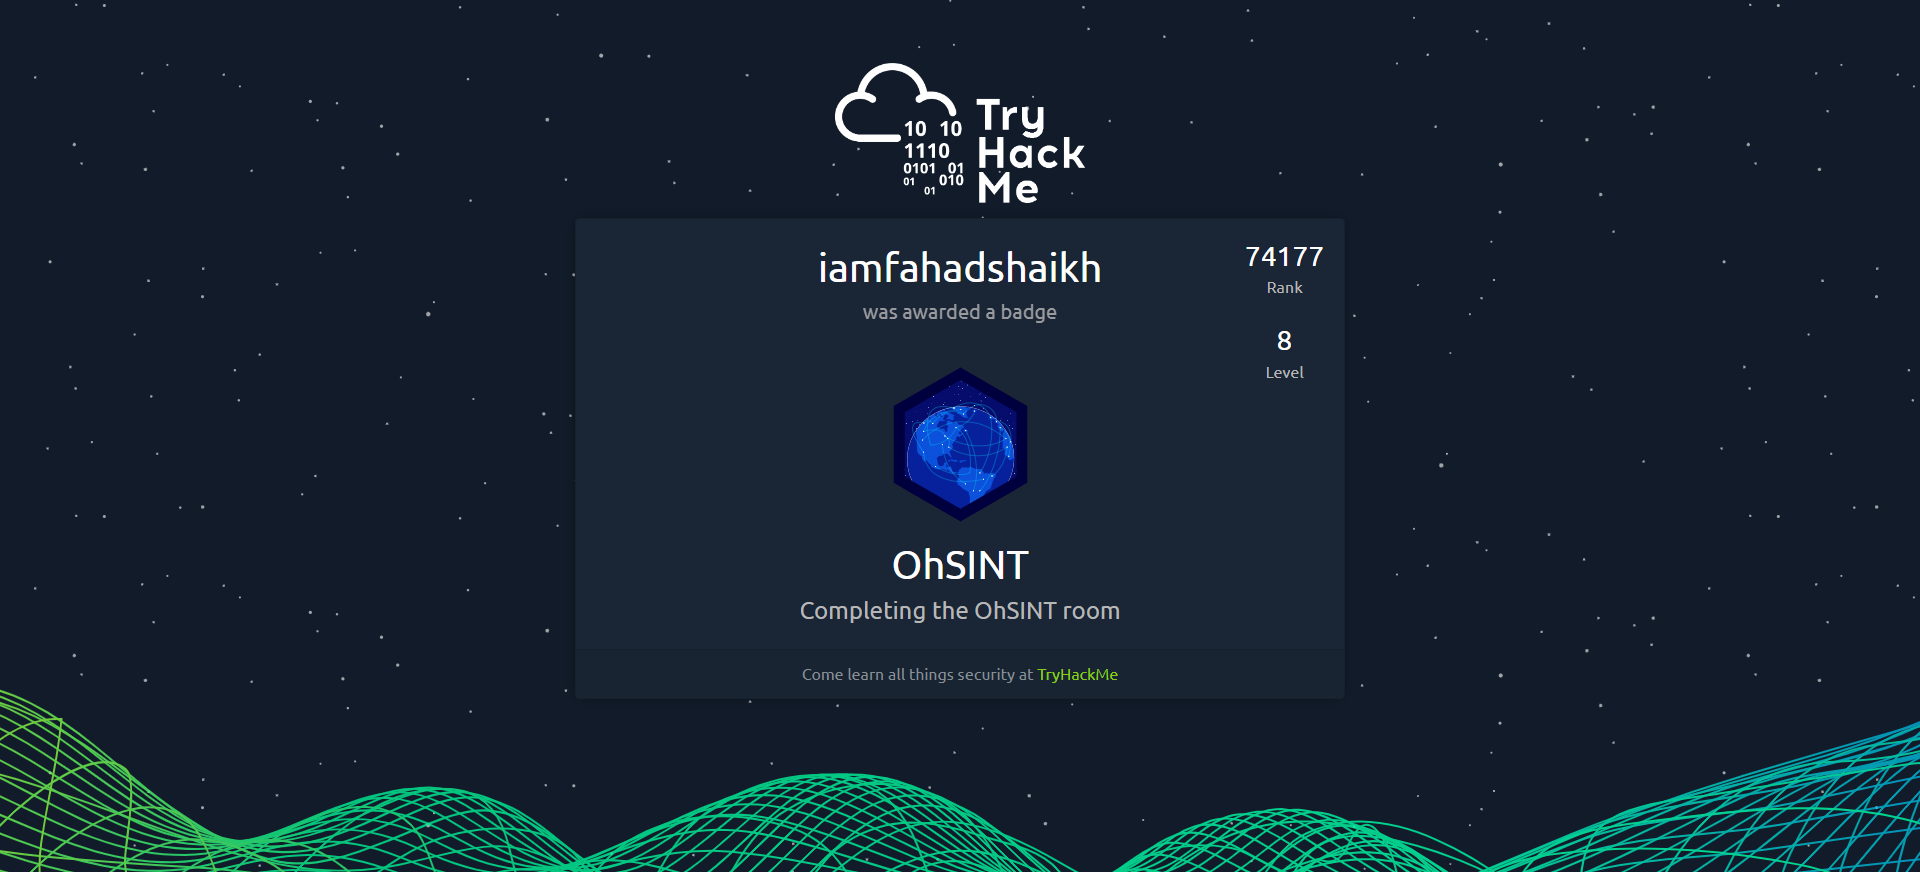 10 10
1110
0101 01
01 010
01
Try
Hack
Me
iamfahadshaikh
was awarded a badge
74177
Rank
8
Level
OhSINT
Completing the OhSINT room
Come learn all things security at TryHackMe